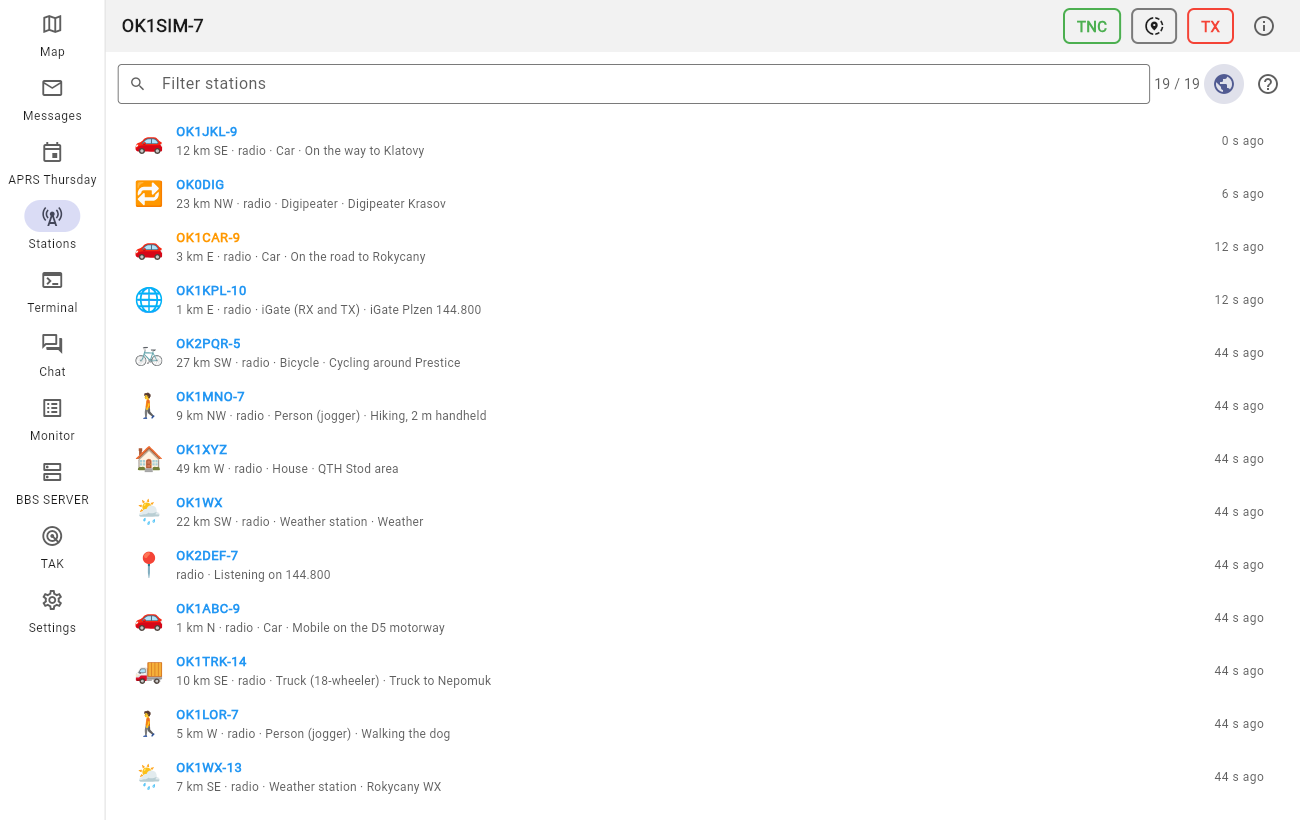 OK1SIM-7
TNC
TX
Map
Messages
APRS Thursday
Stations
Terminal
Chat
Monitor
BBS SERVER
TAK
Settings
Filter stations
19 / 19
OK1JKL-9
12 km SE · radio · Car · On the way to Klatovy
0 s ago
OK0DIG
23 km NW · radio · Digipeater · Digipeater Krasov
6 s ago
OK1CAR-9
3 km E · radio · Car · On the road to Rokycany
12 s ago
OK1KPL-10
1 km E · radio · iGate (RX and TX) · iGate Plzen 144.800
12 s ago
OK2PQR-5
27 km SW · radio · Bicycle · Cycling around Prestice
44 s ago
OK1MNO-7
9 km NW · radio · Person (jogger) · Hiking, 2 m handheld
44 s ago
OK1XYZ
49 km W · radio · House · QTH Stod area
44 s ago
OK1WX
22 km SW · radio · Weather station · Weather
44 s ago
OK2DEF-7
radio · Listening on 144.800
44 s ago
OK1ABC-9
1 km N · radio · Car · Mobile on the D5 motorway
44 s ago
OK1TRK-14
10 km SE · radio · Truck (18-wheeler) · Truck to Nepomuk
44 s ago
OK1LOR-7
5 km W · radio · Person (jogger) · Walking the dog
44 s ago
OK1WX-13
7 km SE · radio · Weather station · Rokycany WX
44 s ago